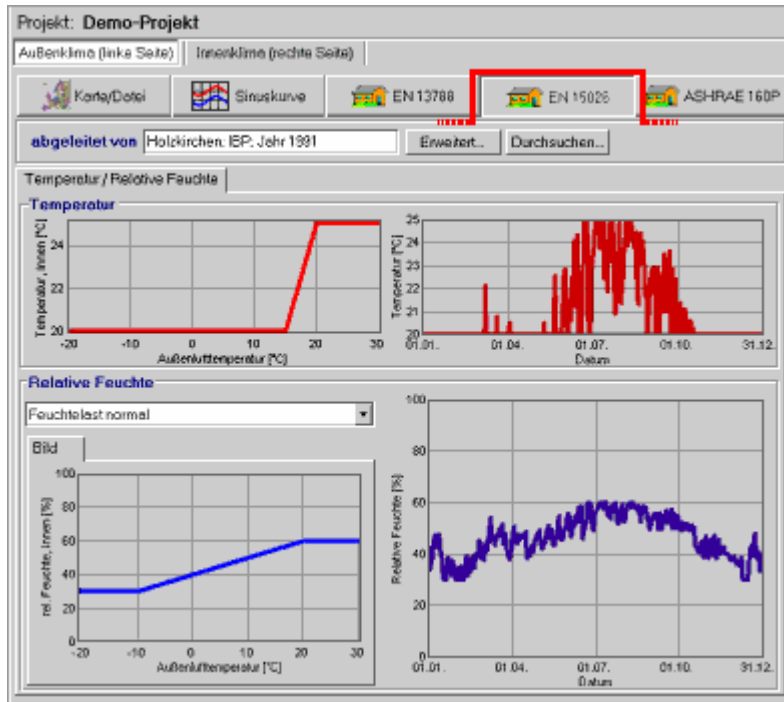 Projekt: Demo-Projekt
Außenklima (linke Seite) Innenklima (rechte Seite)
Karte/Datei Sinuskurve EN 13788 EN 15026 ASHRAE 160P
abgeleitet von Holzkirchen: IBP: Jahr 1991 Erweitert... Durchsuchen...
Temperatur / Relative Feuchte
Temperatur
Temperatur, innen [°C]
24
22
20
-20 -10 0 10 20 30
Außenlufttemperatur [°C]
Temperatur [°C]
25
24
23
22
21
20
01.01. 01.04. 01.07. 01.10. 31.12.
Datum
Relative Feuchte
Feuchtelast normal
Bild
rel. Feuchte, innen [%]
100
80
60
40
20
0
-20 -10 0 10 20 30
Außenlufttemperatur [°C]
Relative Feuchte [%]
100
80
60
40
20
0
01.01. 01.04. 01.07. 01.10. 31.12.
Datum